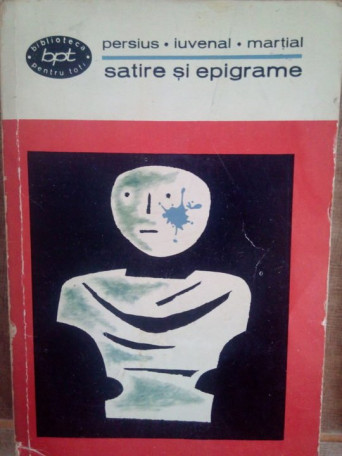 biblioteca
bpt
pentru toți
persius • iuvenal • marțial
satire și epigrame